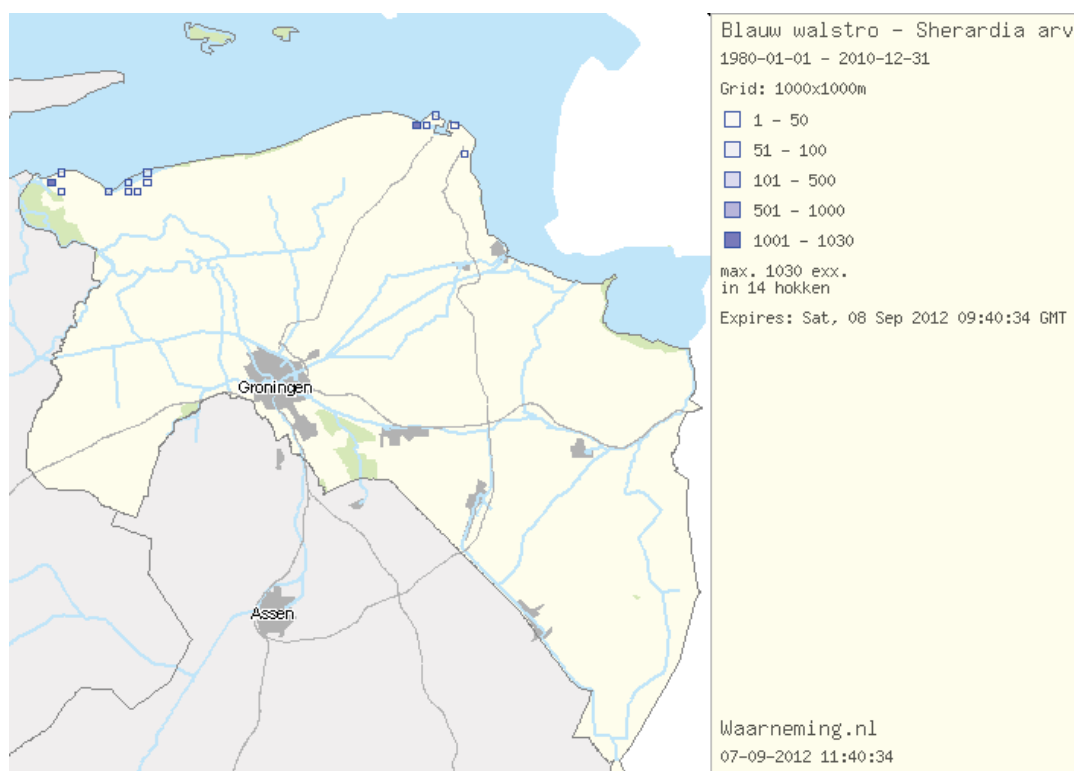 Blauw walstro - Sherardia arv
1980-01-01 - 2010-12-31
Grid: 1000x1000m
1 - 50
51 - 100
101 - 500
501 - 1000
1001 - 1030
max. 1030 exx.
in 14 hokken
Expires: Sat, 08 Sep 2012 09:40:34 GMT
Groningen
Assen
Waarneming.nl
07-09-2012 11:40:34